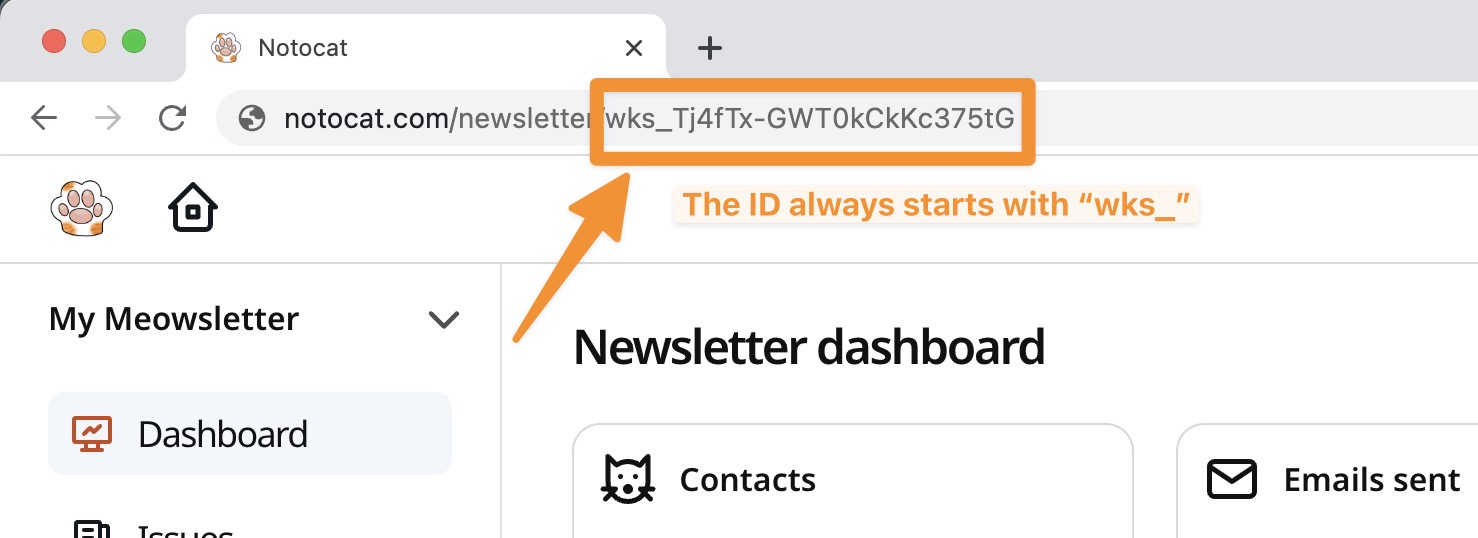 Notocat
notocat.com/newsletter/wks_Tj4fTx-GWT0kCkKc375tG
The ID always starts with “wks_”
My Meowsletter
Newsletter dashboard
Dashboard
Contacts
Emails sent
Issues